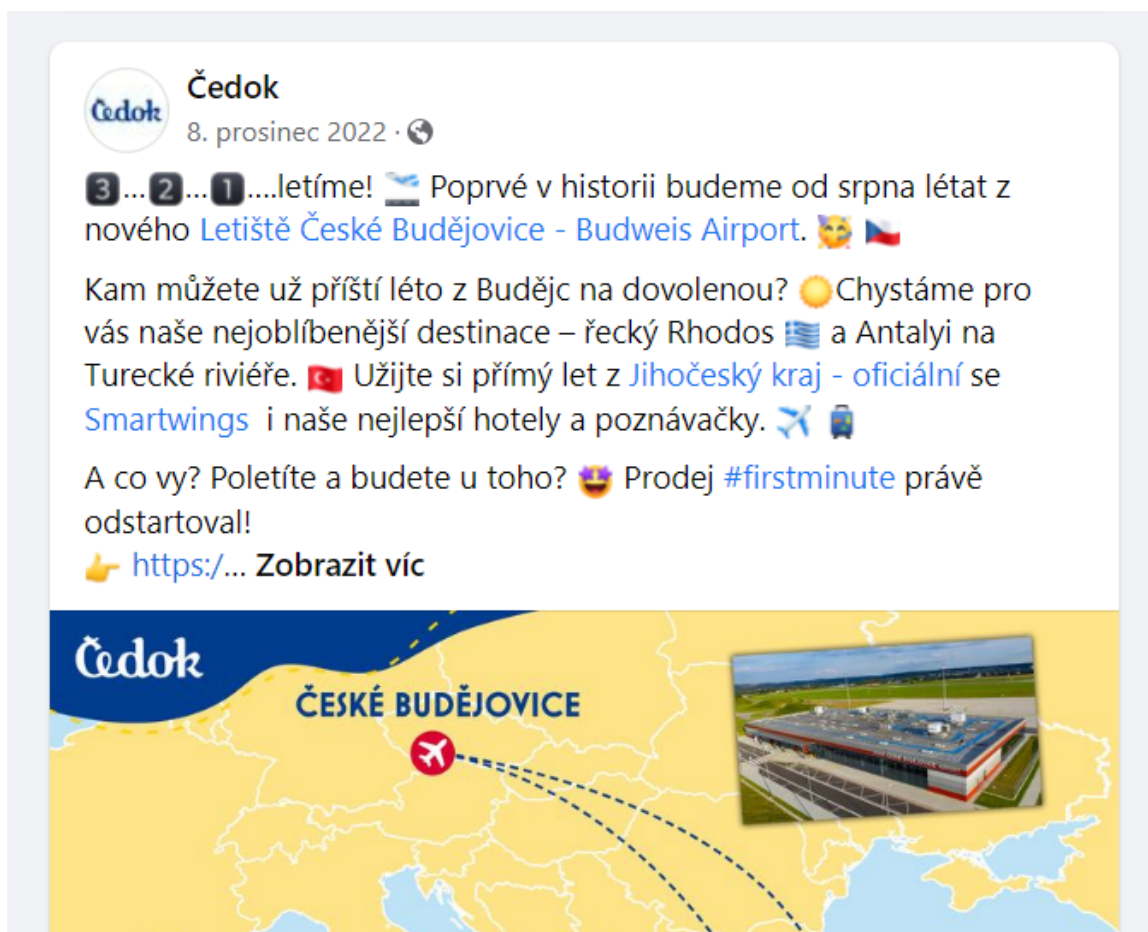 Čedok
Čedok
8. prosinec 2022 ·
3...2...1....letíme! 🛫 Poprvé v historii budeme od srpna létat z
nového Letiště České Budějovice - Budweis Airport. 🥳 🇨🇿
Kam můžete už příští léto z Budějc na dovolenou? ☀️Chystáme pro
vás naše nejoblíbenější destinace – řecký Rhodos 🇬🇷 a Antalyi na
Turecké riviéře. 🇹🇷 Užijte si přímý let z Jihočeský kraj - oficiální se
Smartwings i naše nejlepší hotely a poznávačky. ✈️ 🧳
A co vy? Poletíte a budete u toho? 🤩 Prodej #firstminute právě
odstartoval!
👉 https:/... Zobrazit víc
Čedok
ČESKÉ BUDĚJOVICE